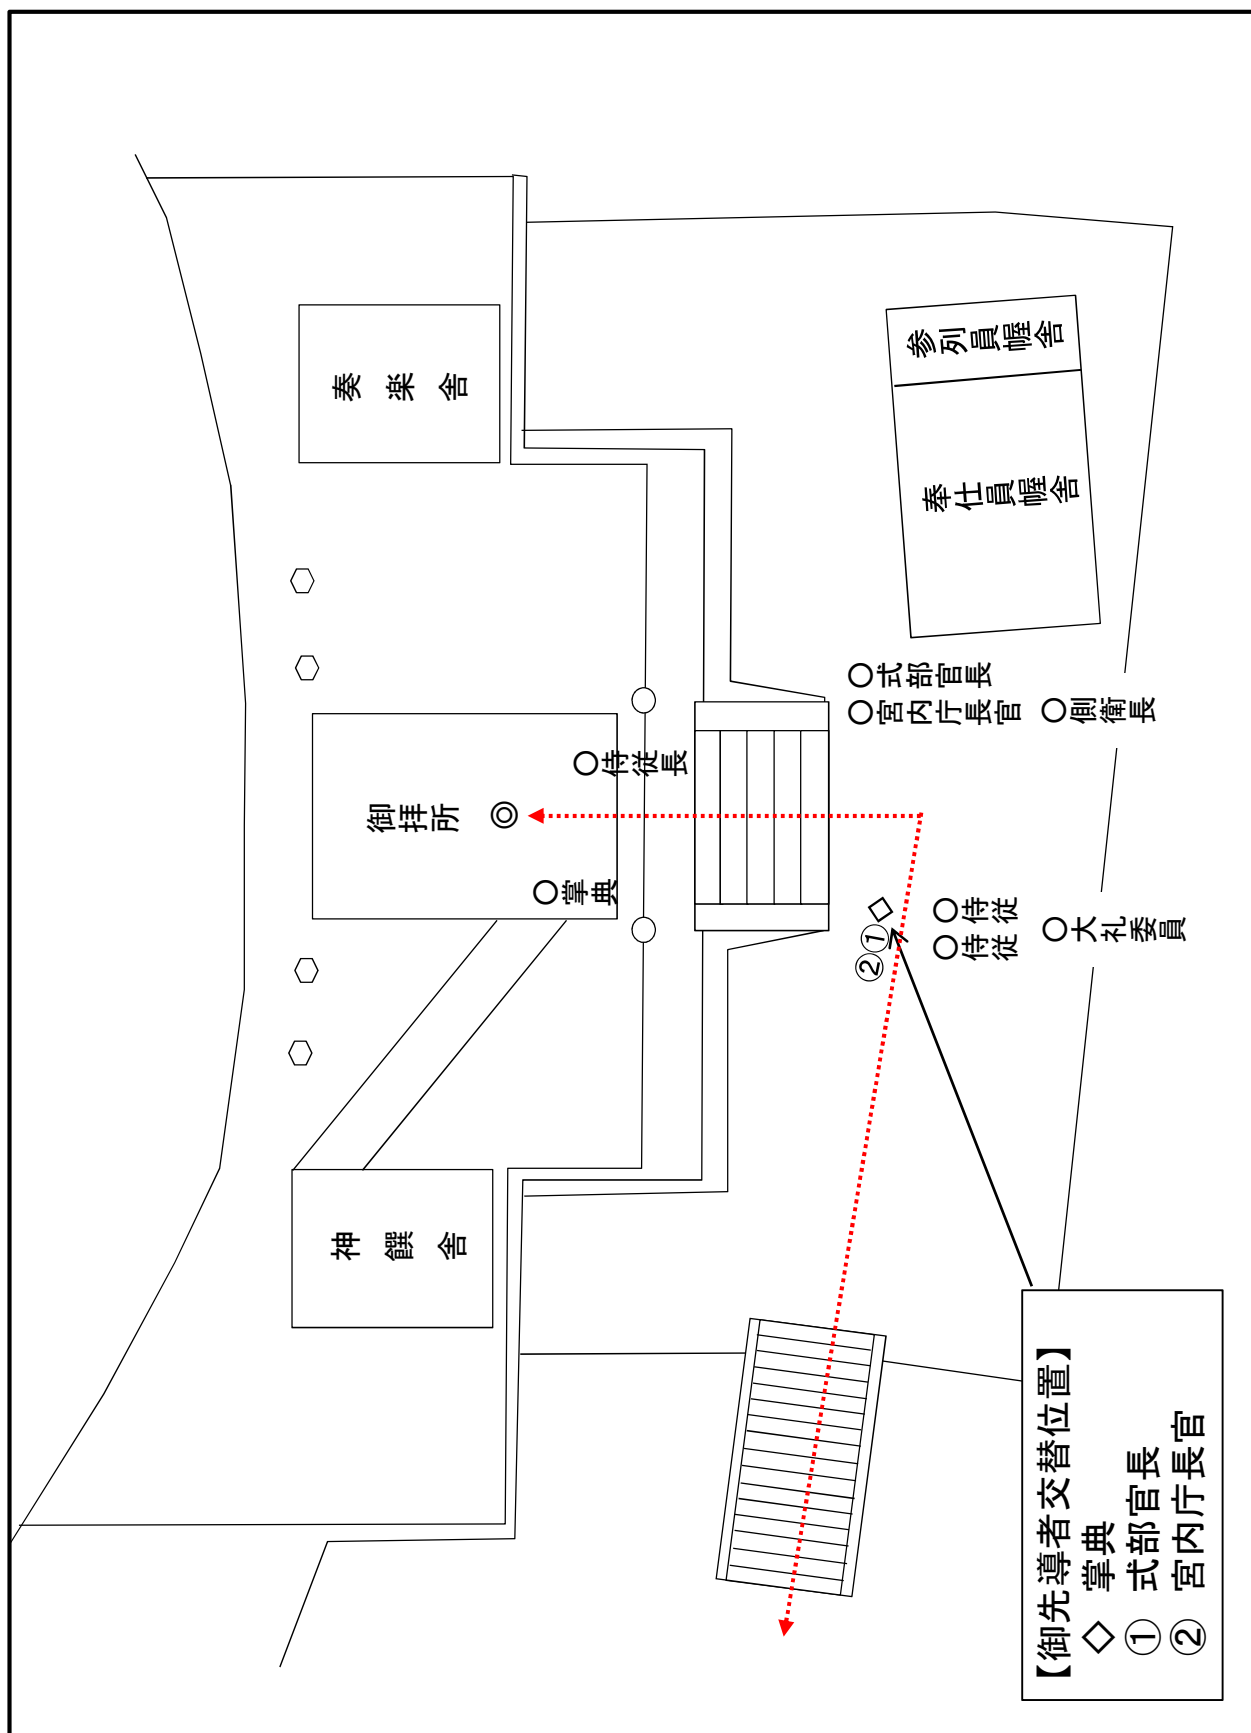 神饌舎
奏楽舎
御拝所 ◎
○掌典
○侍従長
②①◇
○侍従
○侍従
○大礼委員
○式部官長
○宮内庁長官
○側衛長
参列員幄舎
奉仕員幄舎
【御先導者交替位置】
◇ 掌典
① 式部官長
② 宮内庁長官